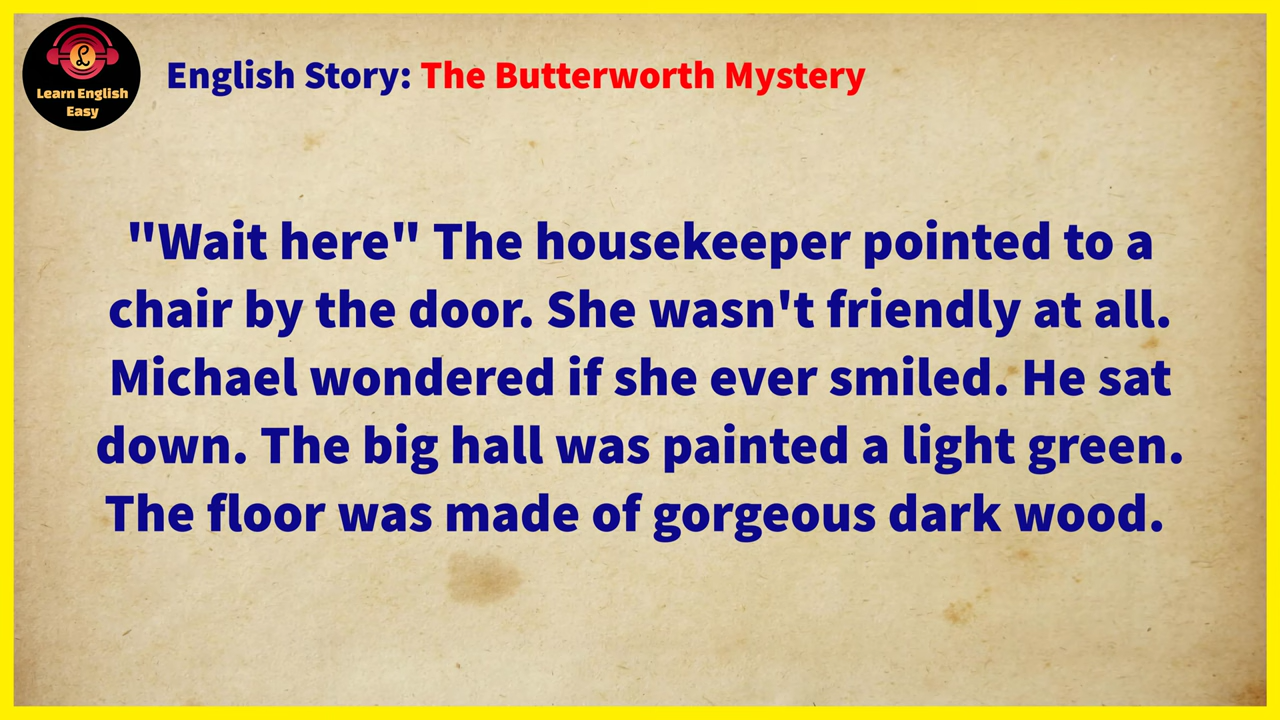 Learn English
Easy
English Story: The Butterworth Mystery
"Wait here" The housekeeper pointed to a
chair by the door. She wasn't friendly at all.
Michael wondered if she ever smiled. He sat
down. The big hall was painted a light green.
The floor was made of gorgeous dark wood.